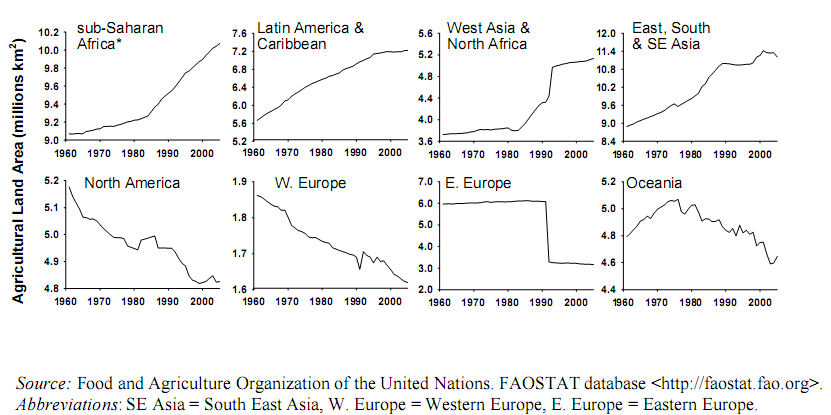 Agricultural Land Area (millions km²)
sub-Saharan
Africa*
10.2
10.0
9.8
9.6
9.4
9.2
9.0
1960 1970 1980 1990 2000
Latin America &
Caribbean
7.6
7.2
6.8
6.4
6.0
5.6
5.2
1960 1970 1980 1990 2000
West Asia &
North Africa
5.6
5.2
4.8
4.4
4.0
3.6
1960 1970 1980 1990 2000
East, South
& SE Asia
12.0
11.4
10.8
10.2
9.6
9.0
8.4
1960 1970 1980 1990 2000
North America
5.2
5.1
5.0
4.9
4.8
1960 1970 1980 1990 2000
W. Europe
1.9
1.8
1.7
1.6
1960 1970 1980 1990 2000
E. Europe
7.0
6.0
5.0
4.0
3.0
2.0
1960 1970 1980 1990 2000
Oceania
5.2
5.0
4.8
4.6
4.4
1960 1970 1980 1990 2000
Source: Food and Agriculture Organization of the United Nations. FAOSTAT database <http://faostat.fao.org>.
Abbreviations: SE Asia = South East Asia, W. Europe = Western Europe, E. Europe = Eastern Europe.